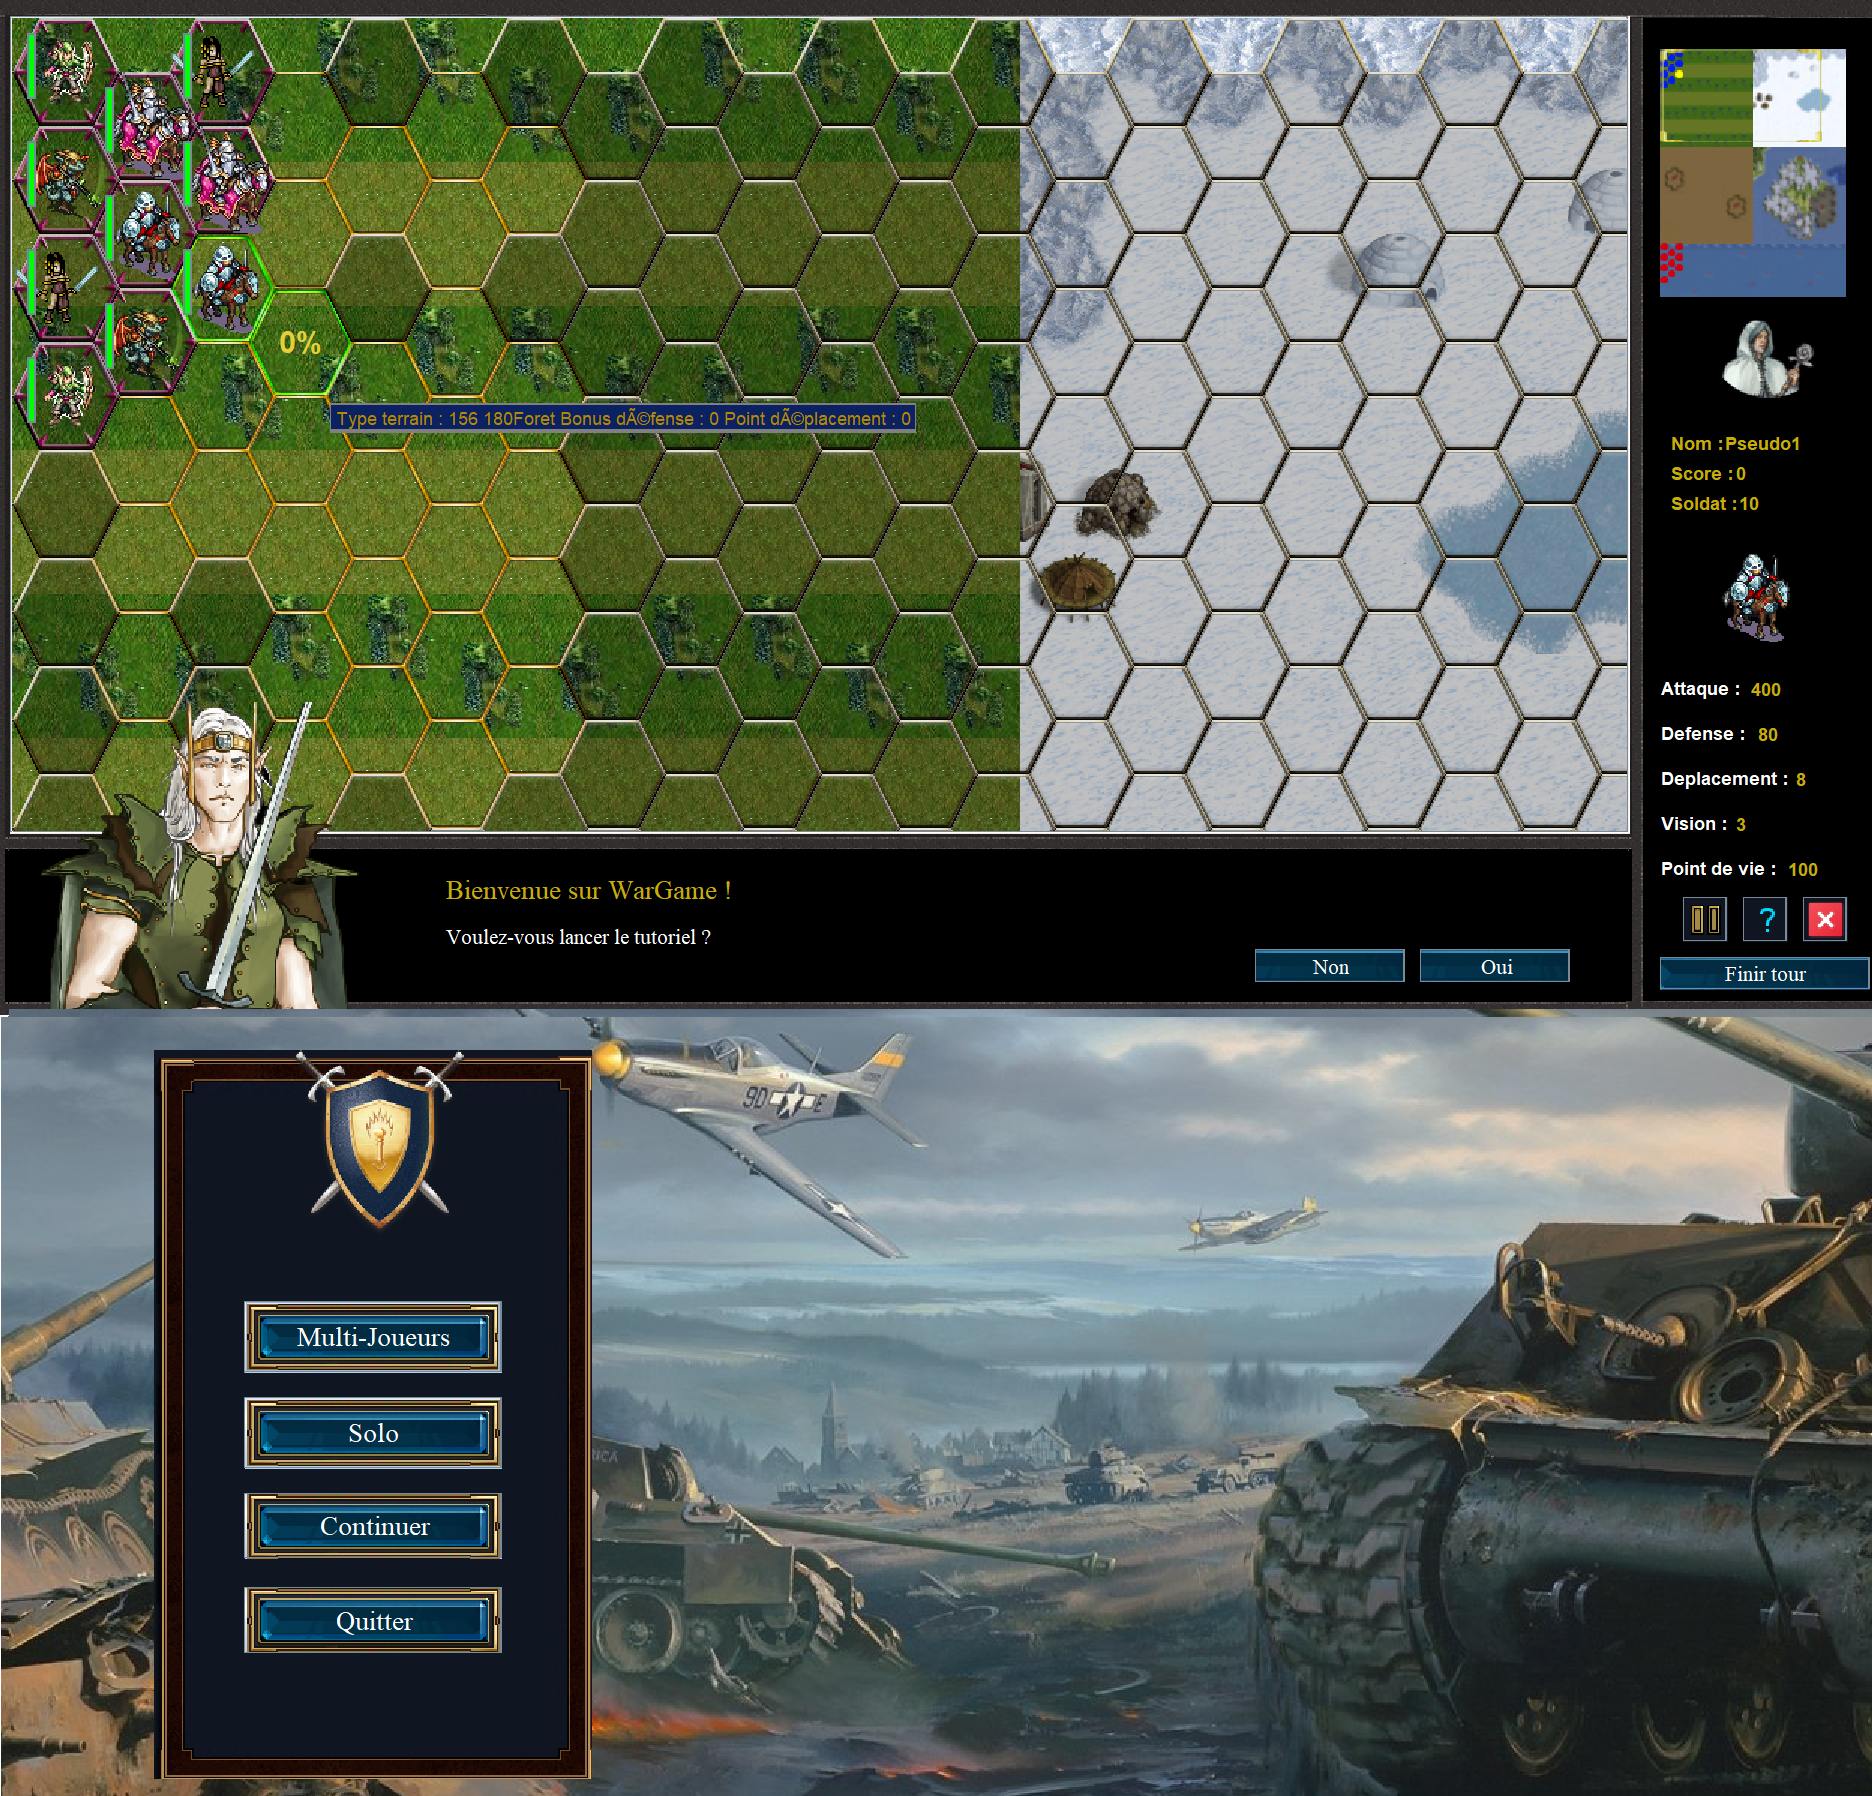 0%
Type terrain : 156 180Foret Bonus dÃ©fense : 0 Point dÃ©placement : 0
Nom :Pseudo1
Score :0
Soldat :10
Attaque : 400
Defense : 80
Deplacement : 8
Vision : 3
Point de vie : 100
?
Finir tour
Bienvenue sur WarGame !
Voulez-vous lancer le tutoriel ?
Non
Oui
9D E
Multi-Joueurs
Solo
Continuer
Quitter